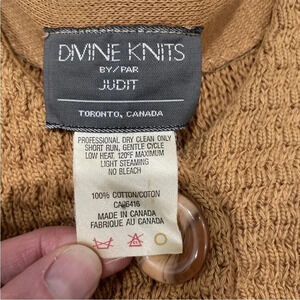 DIVINE KNITS
BY/PAR
JUDIT
TORONTO, CANADA
PROFESSIONAL DRY CLEAN ONLY
SHORT RUN, GENTLE CYCLE
LOW HEAT, 120°F MAXIMUM
LIGHT STEAMING
NO BLEACH
100% COTTON/COTON
CA06416
MADE IN CANADA
FABRIQUE AU CANADA